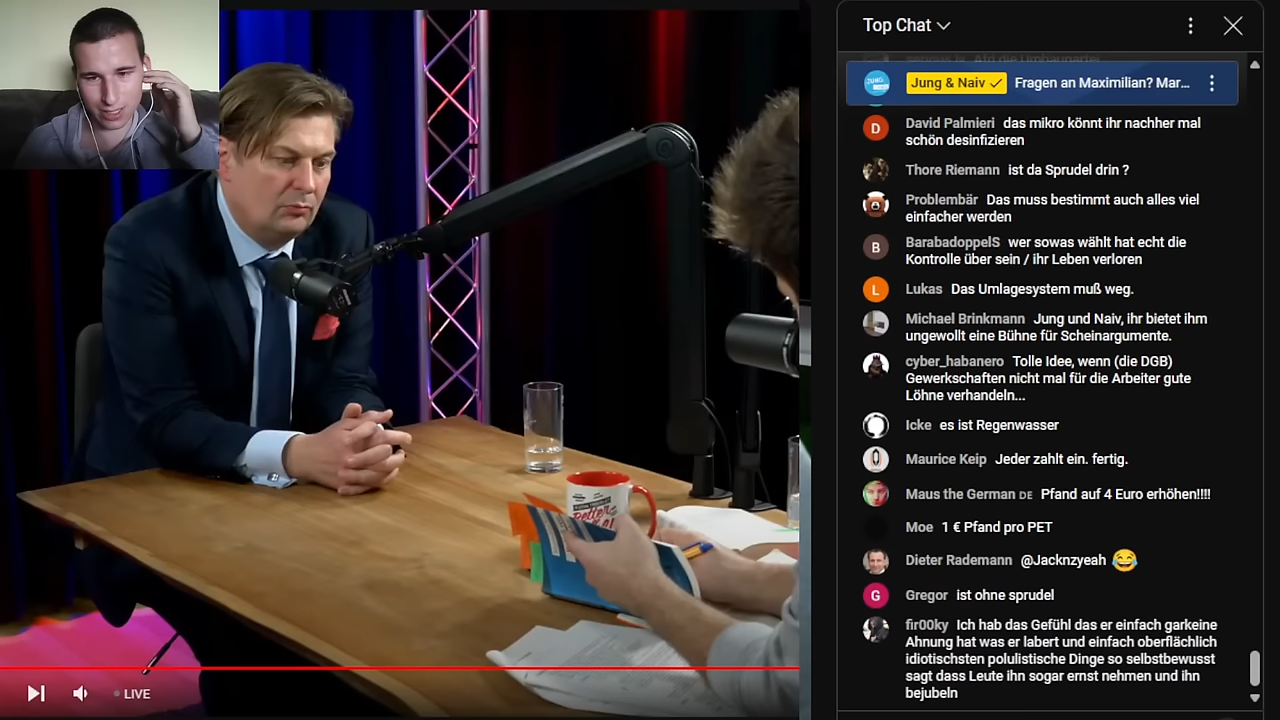 Top Chat
Jung & Naiv Fragen an Maximilian? Mar...
David Palmieri das mikro könnt ihr nachher mal
schön desinfizieren
Thore Riemann ist da Sprudel drin ?
Problembär Das muss bestimmt auch alles viel
einfacher werden
BarabadoppelS wer sowas wählt hat echt die
Kontrolle über sein / ihr Leben verloren
Lukas Das Umlagesystem muß weg.
Michael Brinkmann Jung und Naiv, ihr bietet ihm
ungewollt eine Bühne für Scheinargumente.
cyber_habanero Tolle Idee, wenn (die DGB)
Gewerkschaften nicht mal für die Arbeiter gute
Löhne verhandeln...
Icke es ist Regenwasser
Maurice Keip Jeder zahlt ein. fertig.
Maus the German DE Pfand auf 4 Euro erhöhen!!!!
Moe 1 € Pfand pro PET
Dieter Rademann @Jacknzyeah 😂
Gregor ist ohne sprudel
fir00ky Ich hab das Gefühl das er einfach garkeine
Ahnung hat was er labert und einfach oberflächlich
idiotischsten polulistische Dinge so selbstbewusst
sagt dass Leute ihn sogar ernst nehmen und ihn
bejubeln
D
B
L
G
LIVE